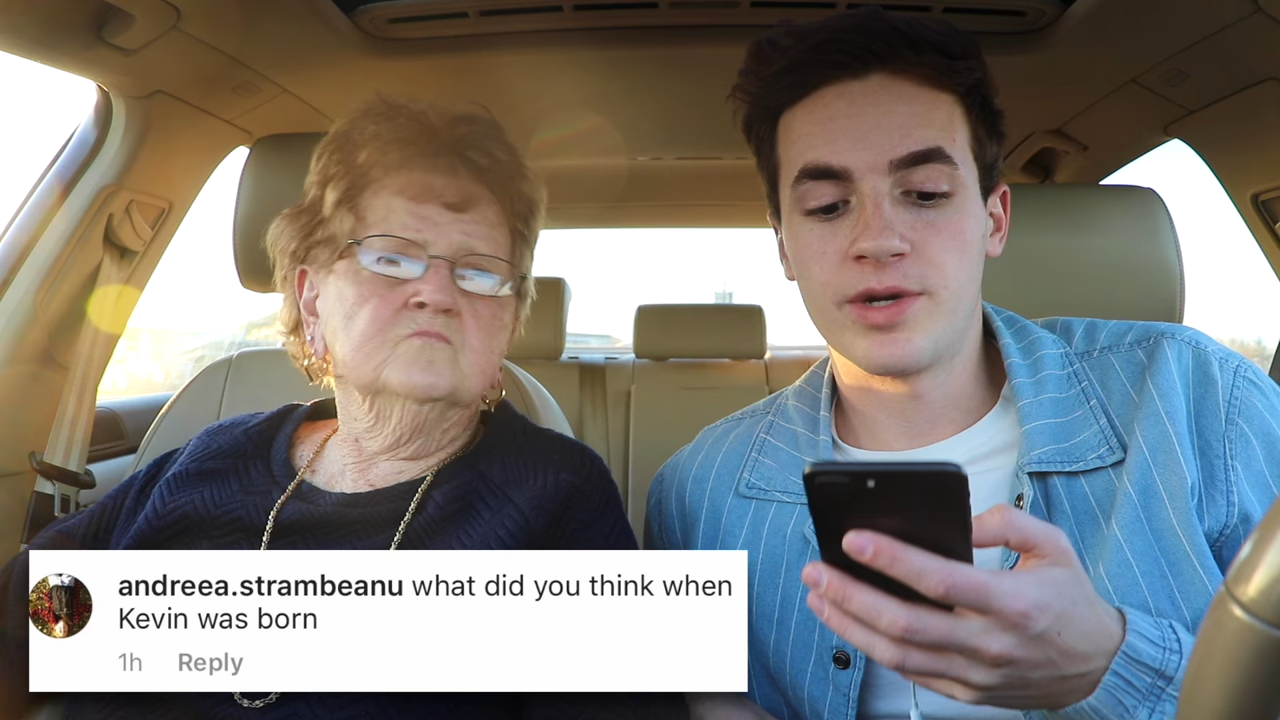 andreea.strambeanu what did you think when
Kevin was born
1h Reply